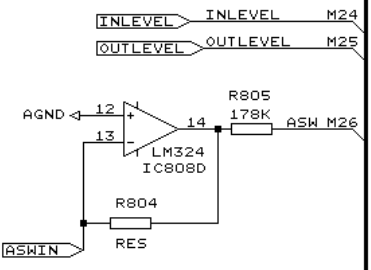 INLEVEL INLEVEL M24
OUTLEVEL OUTLEVEL M25
R805
178K
AGND 12 +
14
ASW M26
13 -
LM324
IC808D
R804
RES
ASWIN